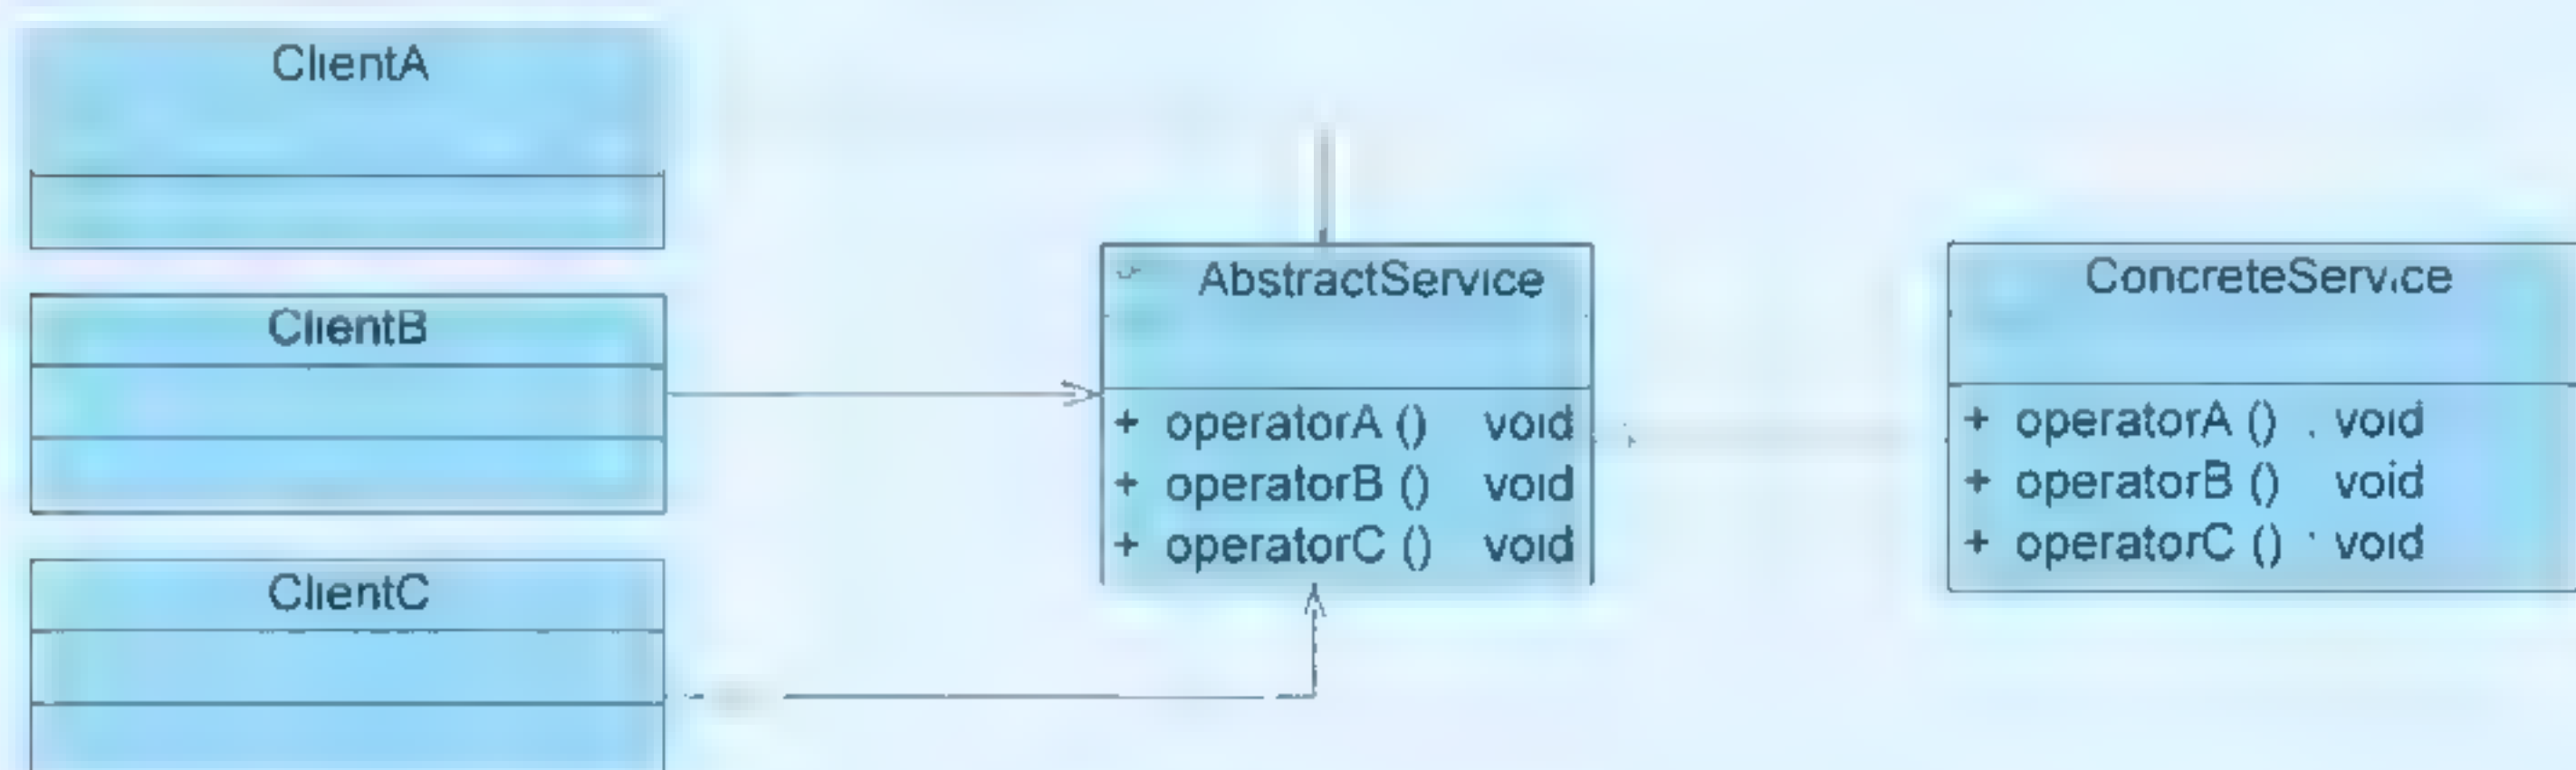 ClientA
ClientB
ClientC
AbstractService
+ operatorA () void
+ operatorB () void
+ operatorC () void
ConcreteService
+ operatorA () : void
+ operatorB () void
+ operatorC () : void